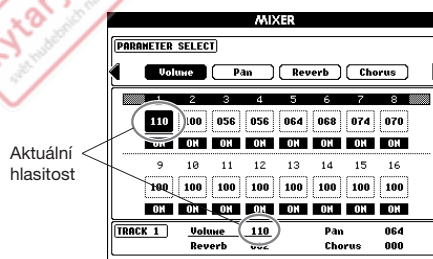 MIXER
PARAMETER SELECT
Volume Pan Reverb Chorus
1 2 3 4 5 6 7 8
110 100 056 056 064 068 074 070
ON ON ON ON ON ON ON ON
Aktuální
hlasitost
9 10 11 12 13 14 15 16
100 100 100 100 100 100 100 100
ON ON ON ON ON ON ON ON
TRACK 1 Volume 110 Pan 064
Reverb 002 Chorus 000